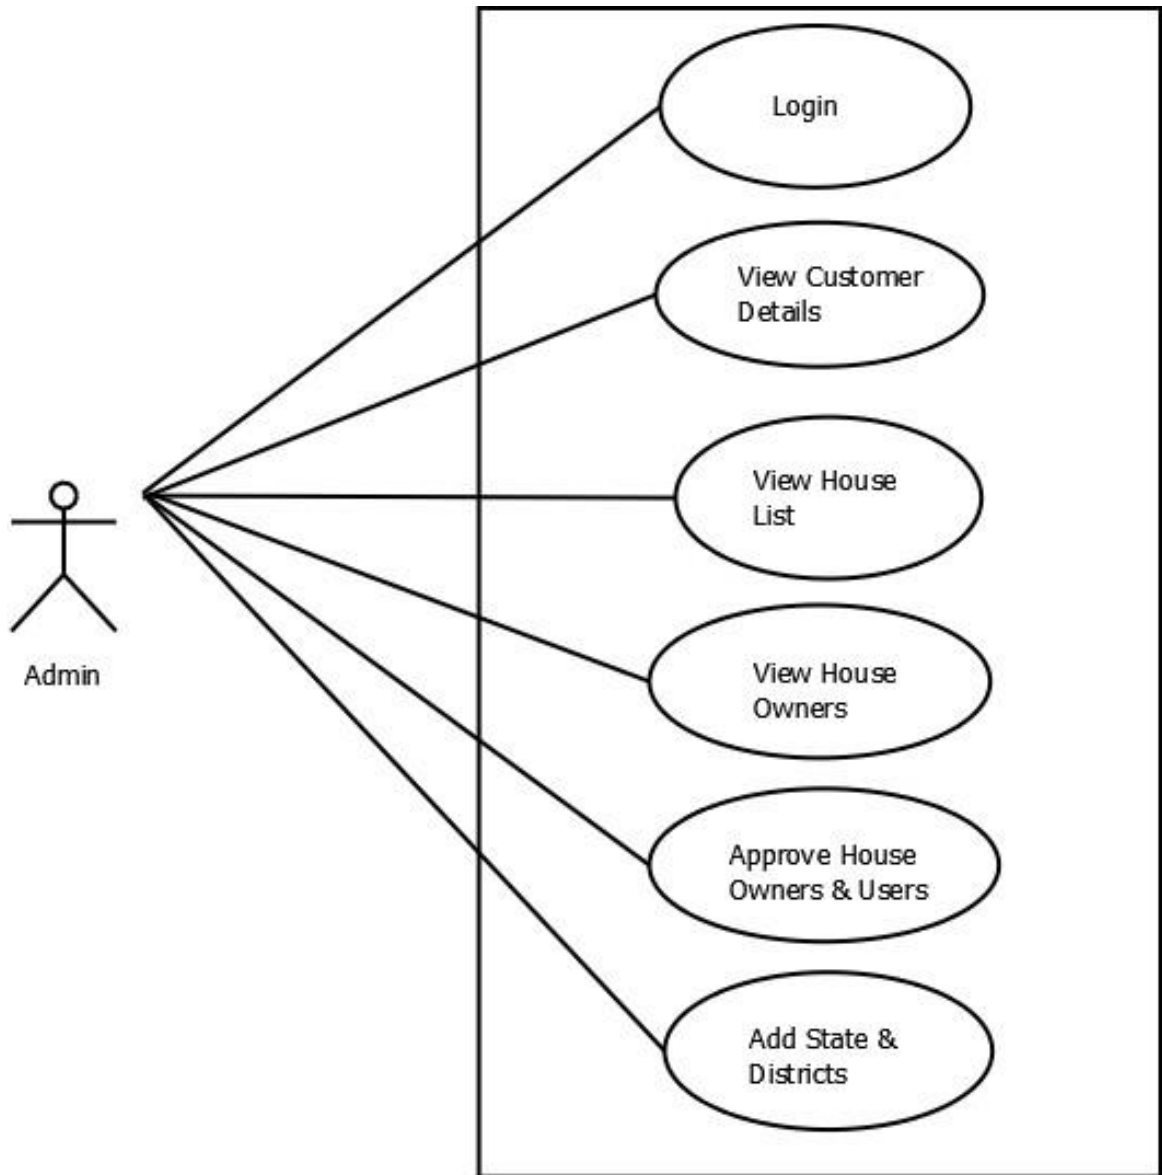 Login
View Customer
Details
View House
List
Admin
View House
Owners
Approve House
Owners & Users
Add State &
Districts